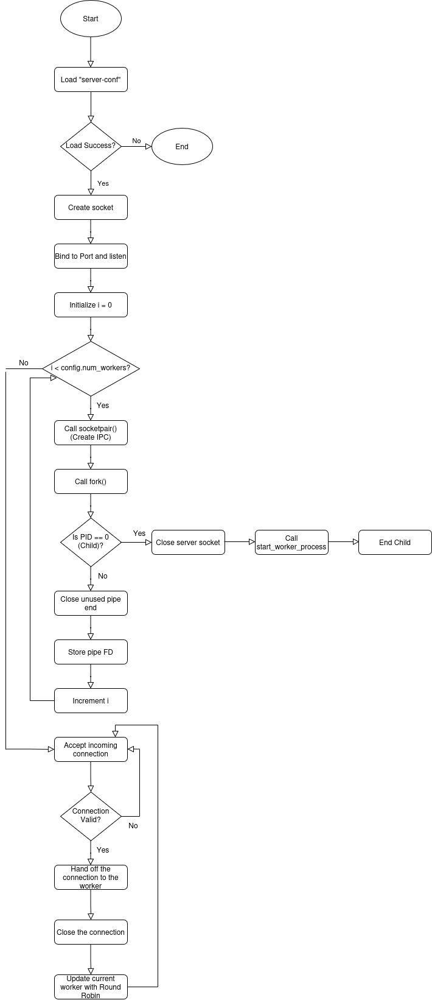 Start
Load "server-conf"
Load Success?
No
End
Yes
Create socket
Bind to Port and listen
Initialize i = 0
No
i < config.num_workers?
Yes
Call socketpair()
(Create IPC)
Call fork()
Is PID == 0
(Child)?
Yes
Close server socket
Call
start_worker_process
End Child
No
Close unused pipe
end
Store pipe FD
Increment i
Accept incoming
connection
Connection
Valid?
No
Yes
Hand off the
connection to the
worker
Close the connection
Update current
worker with Round
Robin